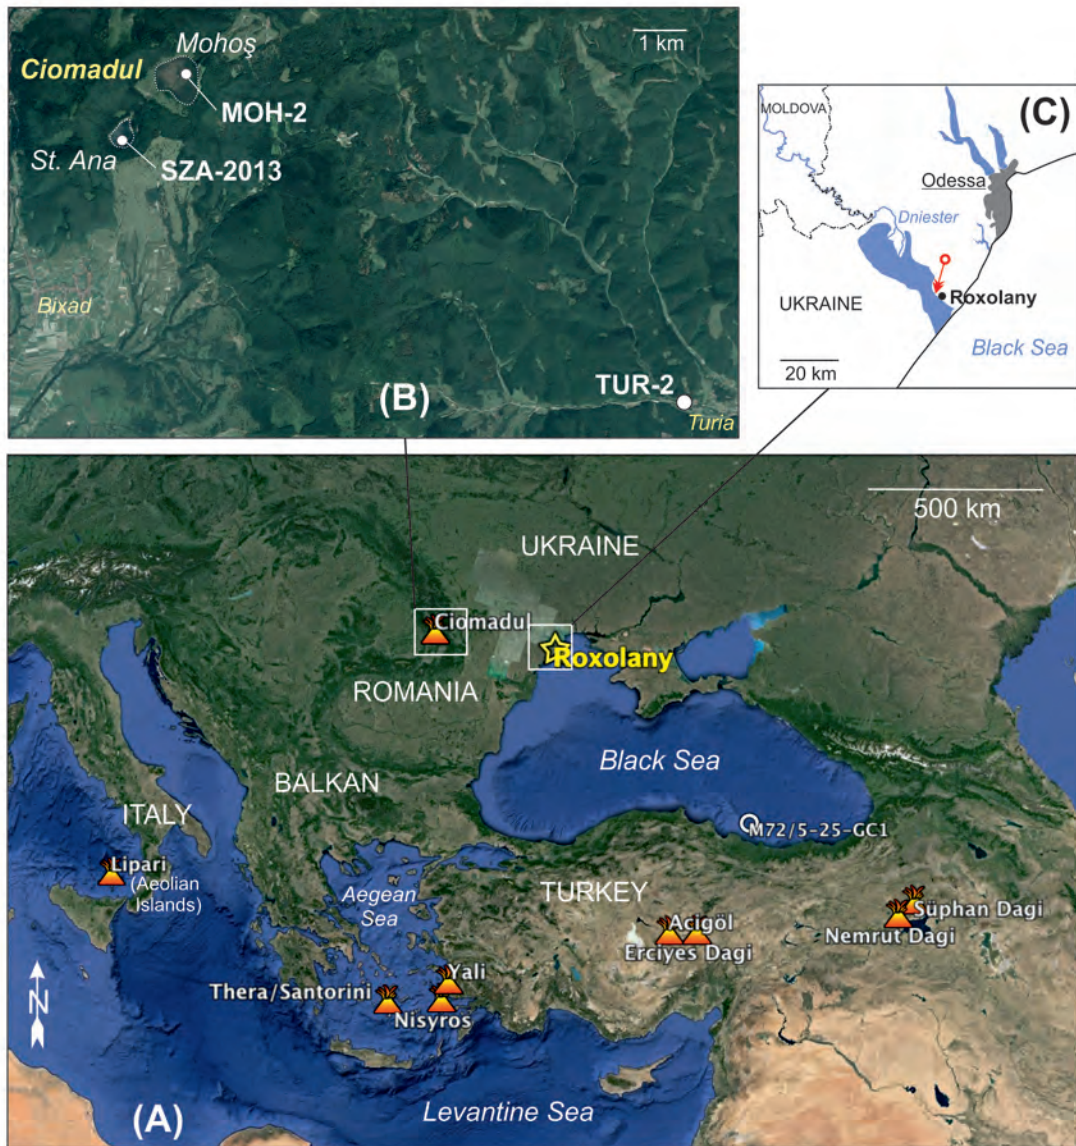 Mohoş
Ciomadul
MOH-2
St. Ana
SZA-2013
Bixad
1 km
TUR-2
(B)
Turia
MOLDOVA
(C)
Odessa
Dniester
Roxolany
UKRAINE
Black Sea
20 km
500 km
UKRAINE
Ciomadul
Roxolany
ROMANIA
Black Sea
BALKAN
ITALY
M72/5-25-GC1
Lipari
(Aeolian
Islands)
Aegean
Sea
TURKEY
Acigöl
Erciyes Dagi
Süphan Dagi
Nemrut Dagi
Yali
Thera/Santorini
Nisyros
N
(A)
Levantine Sea